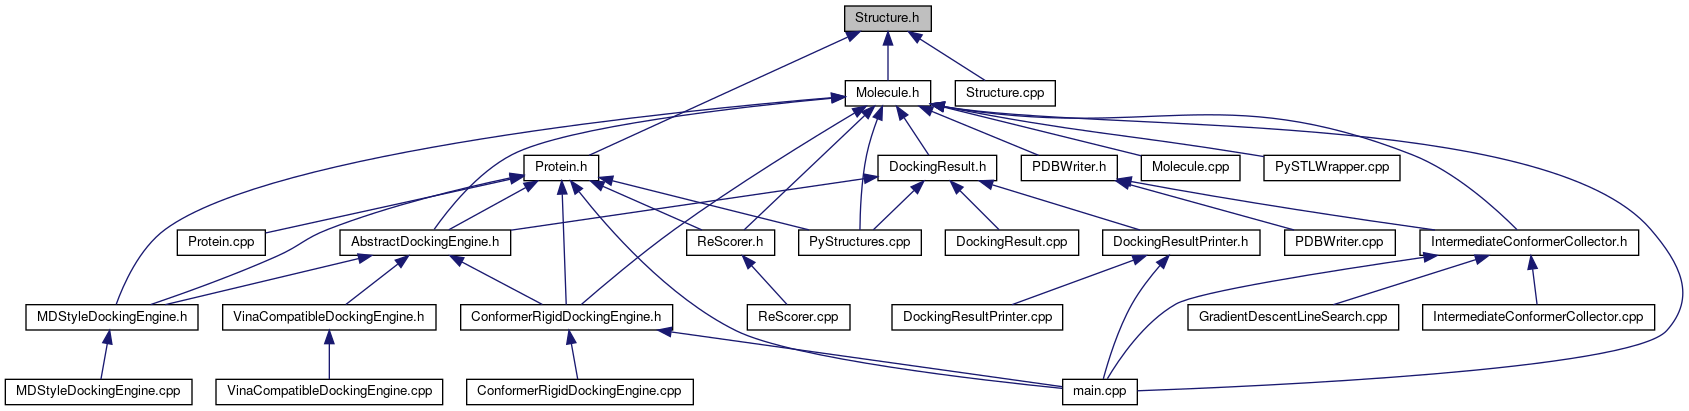 Structure.h
Molecule.h
Structure.cpp
Protein.h
DockingResult.h
PDBWriter.h
Molecule.cpp
PySTLWrapper.cpp
Protein.cpp
AbstractDockingEngine.h
ReScorer.h
PyStructures.cpp
DockingResult.cpp
DockingResultPrinter.h
PDBWriter.cpp
IntermediateConformerCollector.h
MDStyleDockingEngine.h
VinaCompatibleDockingEngine.h
ConformerRigidDockingEngine.h
ReScorer.cpp
DockingResultPrinter.cpp
GradientDescentLineSearch.cpp
IntermediateConformerCollector.cpp
MDStyleDockingEngine.cpp
VinaCompatibleDockingEngine.cpp
ConformerRigidDockingEngine.cpp
main.cpp